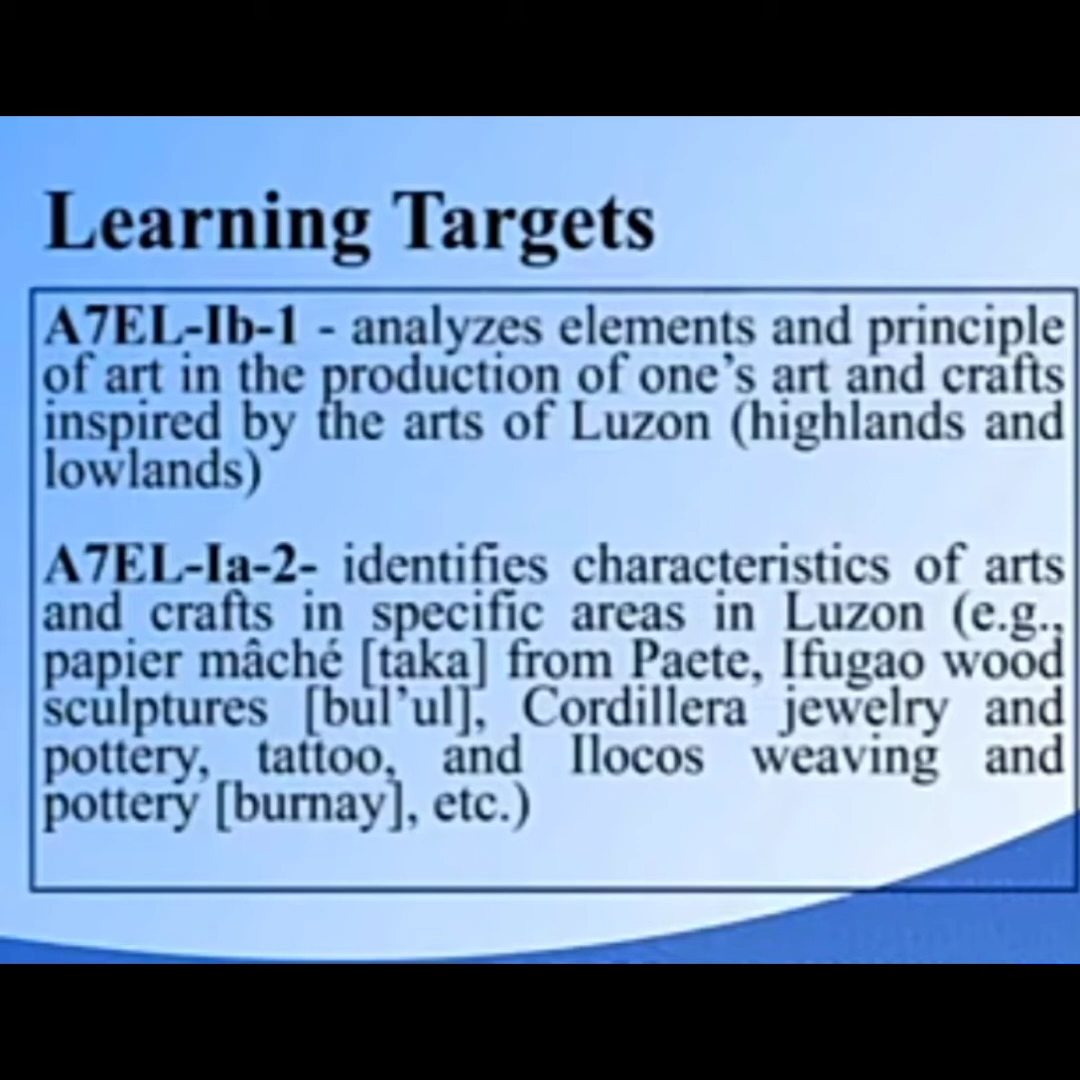 Learning Targets
A7EL-Ib-1 - analyzes elements and principle
of art in the production of one's art and crafts
inspired by the arts of Luzon (highlands and
lowlands)
A7EL-Ia-2- identifies characteristics of arts
and crafts in specific areas in Luzon (e.g.,
papier mâché [taka] from Paete, Ifugao wood
sculptures [bul'ul], Cordillera jewelry and
pottery, tattoo, and Ilocos weaving and
pottery [burnay], etc.)